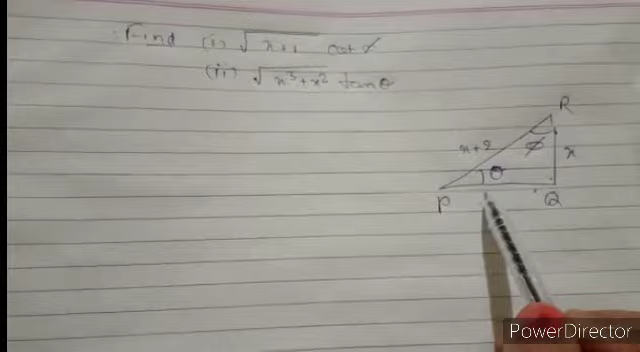 Find (i) √x+1 cot φ
(ii) √x³+x² tan θ
R
x+2 φ x
θ
P Q
PowerDirector